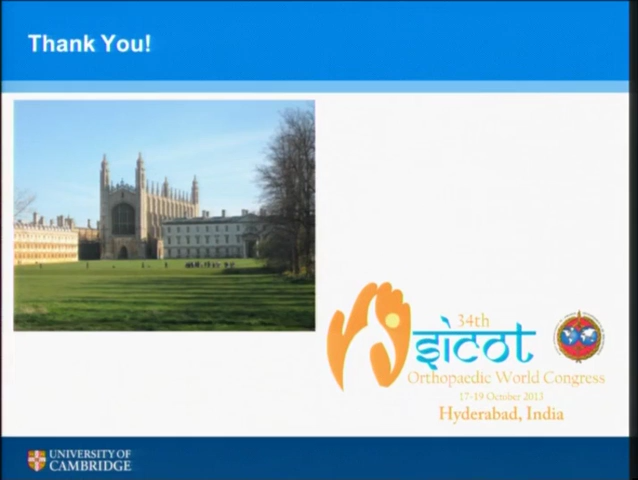 Thank You!
34th
sicot
Orthopaedic World Congress
17-19 October 2013
Hyderabad, India
UNIVERSITY OF
CAMBRIDGE